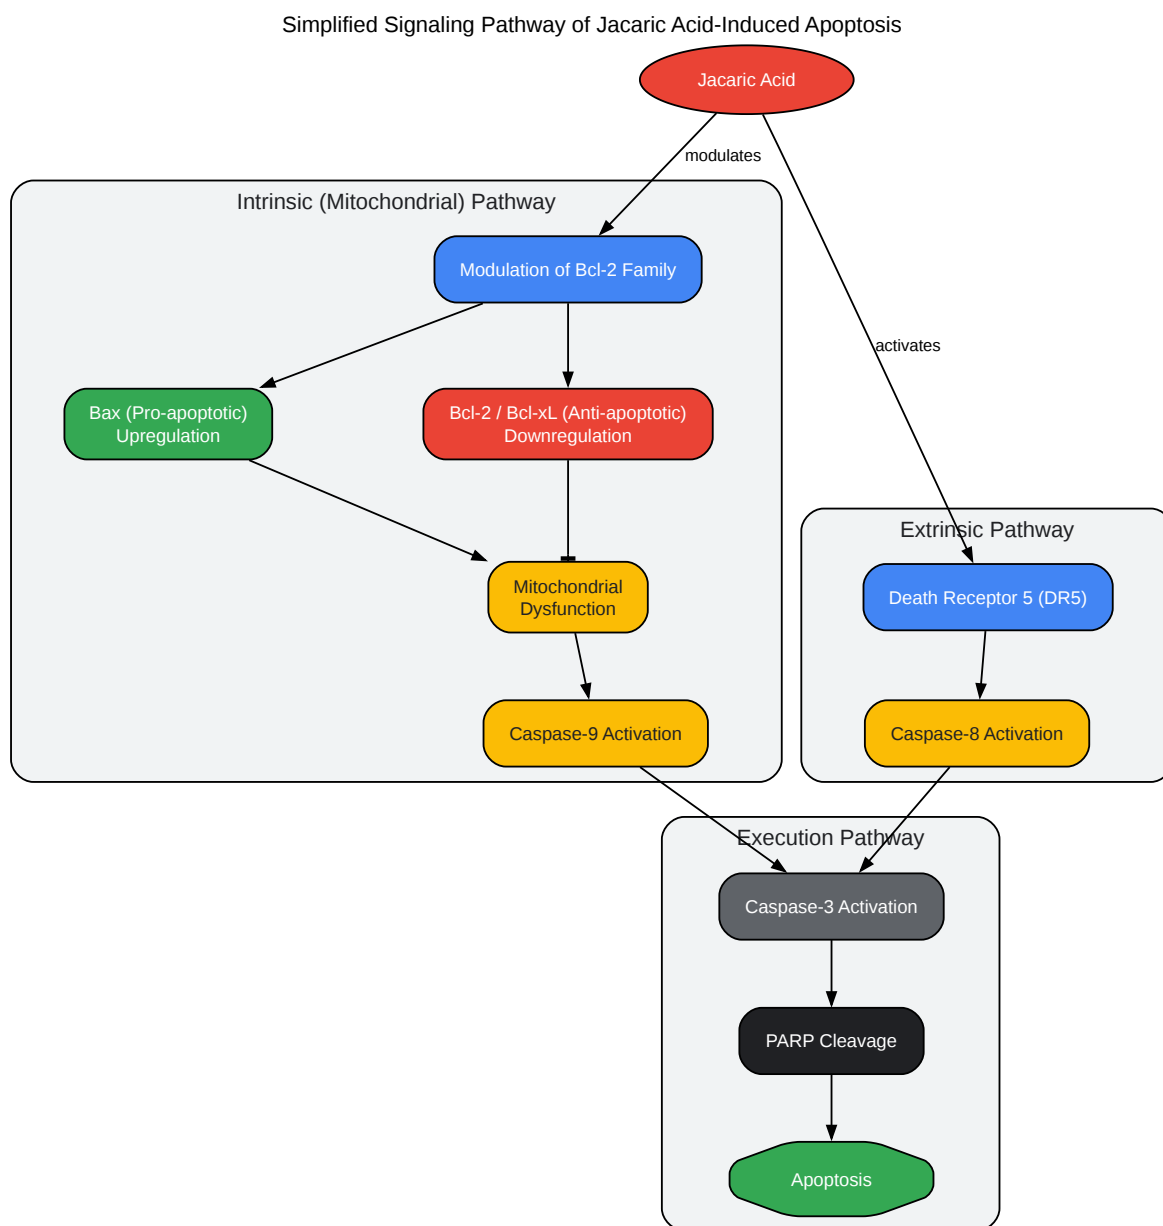 Simplified Signaling Pathway of Jacaric Acid-Induced Apoptosis
Jacaric Acid
modulates
Intrinsic (Mitochondrial) Pathway
Modulation of Bcl-2 Family
activates
Bax (Pro-apoptotic)
Upregulation
Bcl-2 / Bcl-xL (Anti-apoptotic)
Downregulation
Extrinsic Pathway
Mitochondrial
Dysfunction
Death Receptor 5 (DR5)
Caspase-9 Activation
Caspase-8 Activation
Execution Pathway
Caspase-3 Activation
PARP Cleavage
Apoptosis